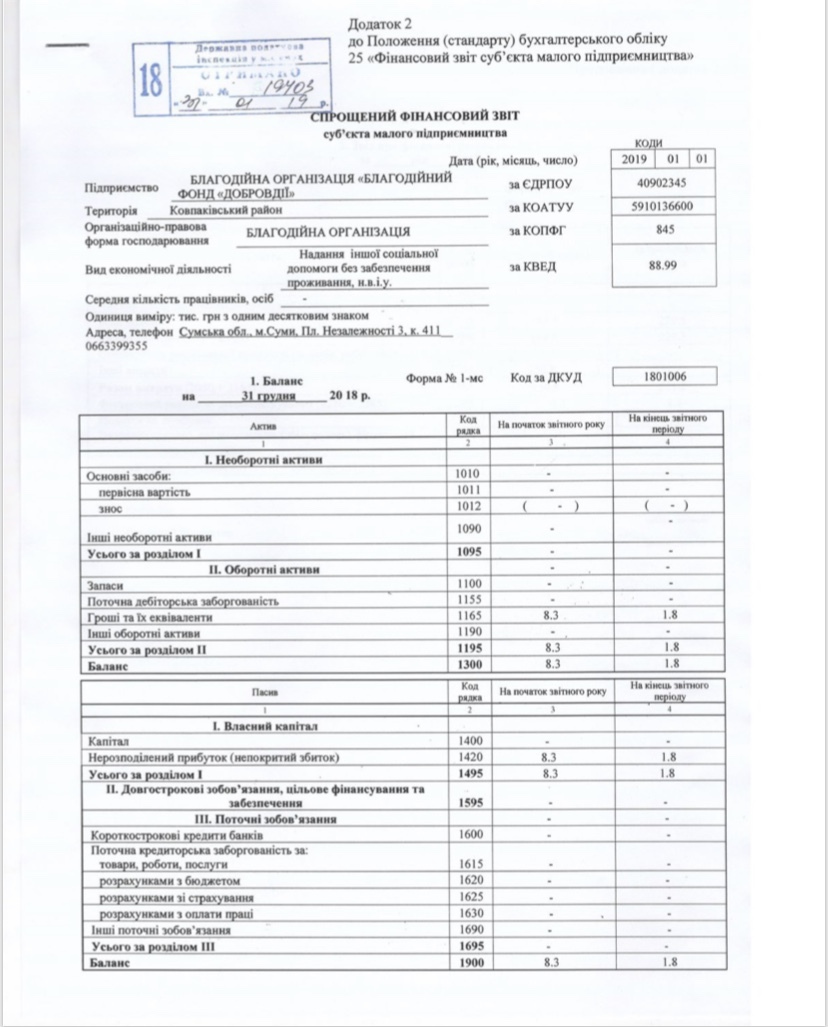 Додаток 2
до Положення (стандарту) бухгалтерського обліку
25 «Фінансовий звіт суб’єкта малого підприємництва»
18
Державна податкова
ОТРИМАНО
Вх. № 19403
01 19 р.
СПРОЩЕНИЙ ФІНАНСОВИЙ ЗВІТ
суб’єкта малого підприємництва
КОДИ
Дата (рік, місяць, число) 2019 01 01
Підприємство БЛАГОДІЙНА ОРГАНІЗАЦІЯ «БЛАГОДІЙНИЙ ФОНД «ДОБРОВДІЇ» за ЄДРПОУ 40902345
Територія Ковпаківський район за КОАТУУ 5910136600
Організаційно-правова форма господарювання БЛАГОДІЙНА ОРГАНІЗАЦІЯ за КОПФГ 845
Вид економічної діяльності Надання іншої соціальної допомоги без забезпечення проживання, н.в.і.у. за КВЕД 88.99
Середня кількість працівників, осіб -
Одиниця виміру: тис. грн з одним десятковим знаком
Адреса, телефон Сумська обл., м.Суми, Пл. Незалежності 3, к. 411
0663399355
1. Баланс Форма № 1-мс Код за ДКУД 1801006
на 31 грудня 20 18 р.
Актив Код рядка На початок звітного року На кінець звітного періоду
1 2 3 4
І. Необоротні активи
Основні засоби: 1010 - -
первісна вартість 1011 - -
знос 1012 ( - ) ( - )
Інші необоротні активи 1090 - -
Усього за розділом І 1095 - -
ІІ. Оборотні активи - -
Запаси 1100 - -
Поточна дебіторська заборгованість 1155 - -
Гроші та їх еквіваленти 1165 8.3 1.8
Інші оборотні активи 1190 - -
Усього за розділом ІІ 1195 8.3 1.8
Баланс 1300 8.3 1.8
Пасив Код рядка На початок звітного року На кінець звітного періоду
1 2 3 4
І. Власний капітал
Капітал 1400 - -
Нерозподілений прибуток (непокритий збиток) 1420 8.3 1.8
Усього за розділом І 1495 8.3 1.8
ІІ. Довгострокові зобов’язання, цільове фінансування та забезпечення 1595 - -
ІІІ. Поточні зобов’язання - -
Короткострокові кредити банків 1600 - -
Поточна кредиторська заборгованість за:
товари, роботи, послуги 1615 - -
розрахунками з бюджетом 1620 - -
розрахунками зі страхування 1625 - -
розрахунками з оплати праці 1630 - -
Інші поточні зобов’язання 1690 - -
Усього за розділом ІІІ 1695 - -
Баланс 1900 8.3 1.8